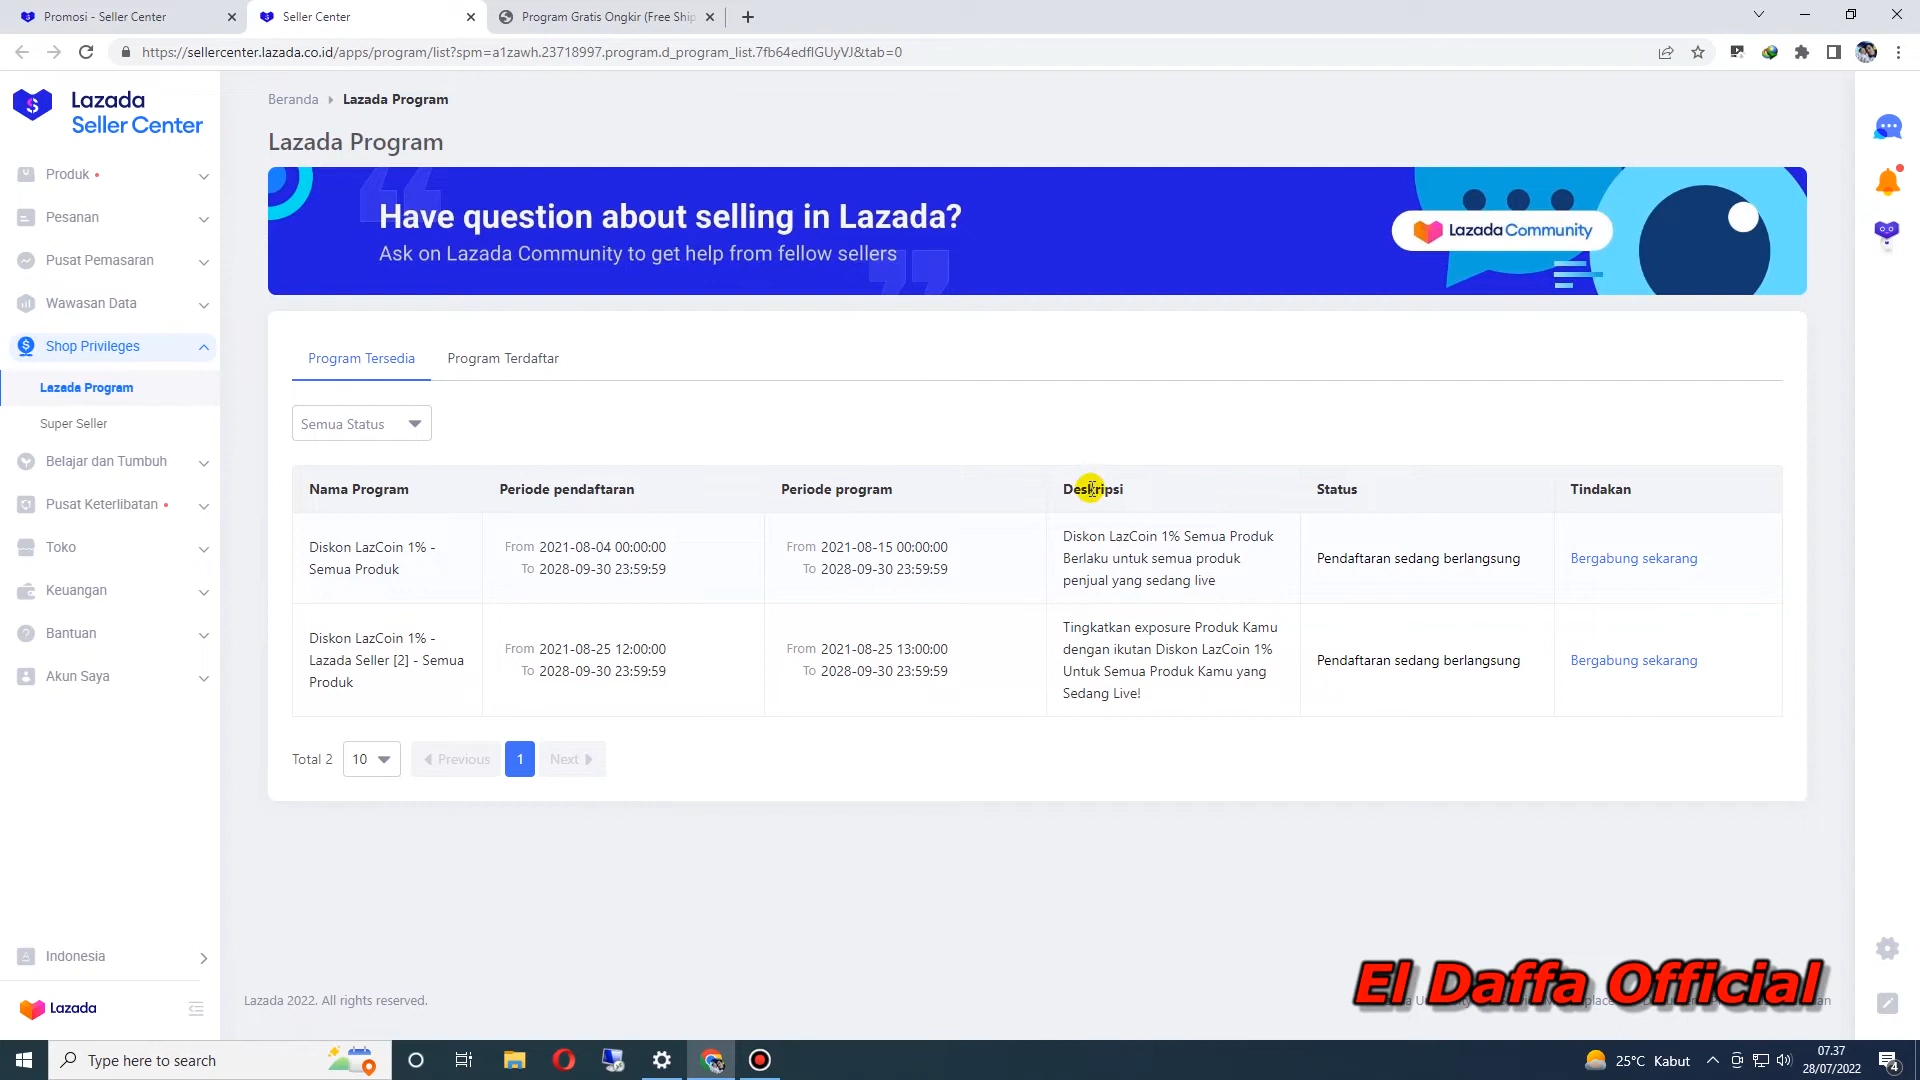 Promosi - Seller Center
Seller Center
Program Gratis Ongkir (Free Ship
https://sellercenter.lazada.co.id/apps/program/list?spm=a1zawh.23718997.program.d_program_list.7fb64edflGUyVJ&tab=0
Lazada
Seller Center
Produk
Pesanan
Pusat Pemasaran
Wawasan Data
Shop Privileges
Lazada Program
Super Seller
Belajar dan Tumbuh
Pusat Keterlibatan
Toko
Keuangan
Bantuan
Akun Saya
Indonesia
Lazada
Beranda
Lazada Program
Lazada Program
Have question about selling in Lazada?
Ask on Lazada Community to get help from fellow sellers
Lazada Community
Program Tersedia
Program Terdaftar
Semua Status
Nama Program
Periode pendaftaran
Periode program
Deskripsi
Status
Tindakan
Diskon LazCoin 1% -
Semua Produk
From 2021-08-04 00:00:00
To 2028-09-30 23:59:59
From 2021-08-15 00:00:00
To 2028-09-30 23:59:59
Diskon LazCoin 1% Semua Produk
Berlaku untuk semua produk
penjual yang sedang live
Pendaftaran sedang berlangsung
Bergabung sekarang
Diskon LazCoin 1% -
Lazada Seller [2] - Semua
Produk
From 2021-08-25 12:00:00
To 2028-09-30 23:59:59
From 2021-08-25 13:00:00
To 2028-09-30 23:59:59
Tingkatkan exposure Produk Kamu
dengan ikutan Diskon LazCoin 1%
Untuk Semua Produk Kamu yang
Sedang Live!
Pendaftaran sedang berlangsung
Bergabung sekarang
Total 2
10
Previous
1
Next
Lazada 2022. All rights reserved.
El Daffa Official
Type here to search
25°C Kabut
07.37
28/07/2022
4